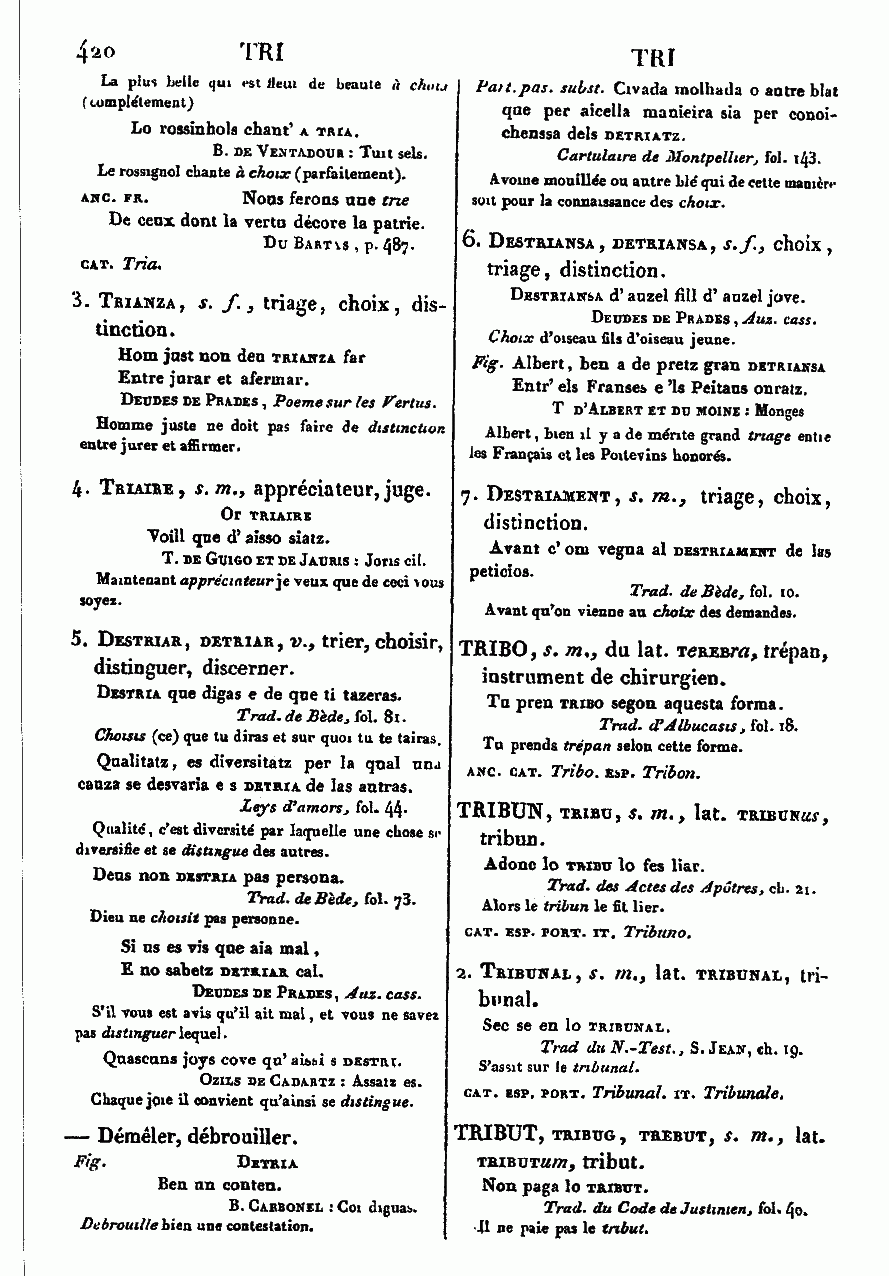 420 TRI
La plus belle qui est fleur de beaute à choix
(complétement)
Lo rossinhols chant' A TRIA.
B. DE VENTADOUR : Tuit sels.
Le rossignol chante à choix (parfaitement).
ANC. FR. Nous ferons une trie
De ceux dont la vertu décore la patrie.
DU BARTAS, p. 487.
CAT. Tria.
3. TRIANZA, s. f., triage, choix, dis-
tinction.
Hom just non deu TRIANZA far
Entre jurar et afermar.
DEUDES DE PRADES, Poeme sur les Vertus.
Homme juste ne doit pas faire de distinction
entre jurer et affirmer.
4. TRIAIRE, s. m., appréciateur, juge.
Or TRIAIRE
Voill que d' aisso siatz.
T. DE GUIGO ET DE JAURIS : Joris cil.
Maintenant appréciateur je veux que de ceci vous
soyez.
5. DESTRIAR, DETRIAR, v., trier, choisir,
distinguer, discerner.
DESTRIA que digas e de que ti tazeras.
Trad. de Bède, fol. 81.
Choisis (ce) que tu diras et sur quoi tu te tairas.
Qualitatz, es diversitatz per la qual una
cauza se desvaria e s DETRIA de las autras.
Leys d'amors, fol. 44.
Qualité, c'est diversité par laquelle une chose se
diversifie et se distingue des autres.
Deus non DESTRIA pas persona.
Trad. de Bède, fol. 73.
Dieu ne choisit pas personne.
Si us es vis que aia mal,
E no sabetz DETRIAR cal.
DEUDES DE PRADES, Auz. cass.
S'il vous est avis qu'il ait mal, et vous ne savez
pas distinguer lequel.
Quascuns joys cove qu' aissi s DESTRI.
OZILS DE CADARTZ : Assatz es.
Chaque joie il convient qu'ainsi se distingue.
— Démêler, débrouiller.
Fig. DETRIA
Ben un conten.
B. CARBONEL : Coi diguas.
Debrouille bien une contestation.
TRI
Part. pas. subst. Civada molhada o autre blat
que per aicella manieira sia per conoi-
chenssa dels DETRIATZ.
Cartulaire de Montpellier, fol. 143.
Avoine mouillée ou autre blé qui de cette manière
soit pour la connaissance des choix.
6. DESTRIANSA, DETRIANSA, s. f., choix,
triage, distinction.
DESTRIANSA d' auzel fill d' auzel jove.
DEUDES DE PRADES, Auz. cass.
Choix d'oiseau fils d'oiseau jeune.
Fig. Albert, ben a de pretz gran DETRIANSA
Entr' els Franses e 'ls Peitaus onratz.
T D'ALBERT ET DU MOINE : Monges
Albert, bien il y a de mérite grand triage entre
les Français et les Poitevins honorés.
7. DESTRIAMENT, s. m., triage, choix,
distinction.
Avant c' om vegna al DESTRIAMENT de las
peticios.
Trad. de Bède, fol. 10.
Avant qu'on vienne au choix des demandes.
TRIBO, s. m., du lat. TEREBra, trépan,
instrument de chirurgien.
Tu pren TRIBO segon aquesta forma.
Trad. d'Albucasis, fol. 18.
Tu prends trépan selon cette forme.
ANC. CAT. Tribo. ESP. Tribon.
TRIBUN, TRIBU, s. m., lat. TRIBUNus,
tribun.
Adonc lo TRIBU lo fes liar.
Trad. des Actes des Apôtres, ch. 21.
Alors le tribun le fit lier.
CAT. ESP. PORT. IT. Tribuno.
2. TRIBUNAL, s. m., lat. TRIBUNAL, tri-
bunal.
Sec se en lo TRIBUNAL.
Trad du N.-Test., S. JEAN, ch. 19.
S'assit sur le tribunal.
CAT. ESP. PORT. Tribunal. IT. Tribunale.
TRIBUT, TRIBUG, TREBUT, s. m., lat.
TRIBUTum, tribut.
Non paga lo TRIBUT.
Trad. du Code de Justinien, fol. 40.
Il ne paie pas le tribut.